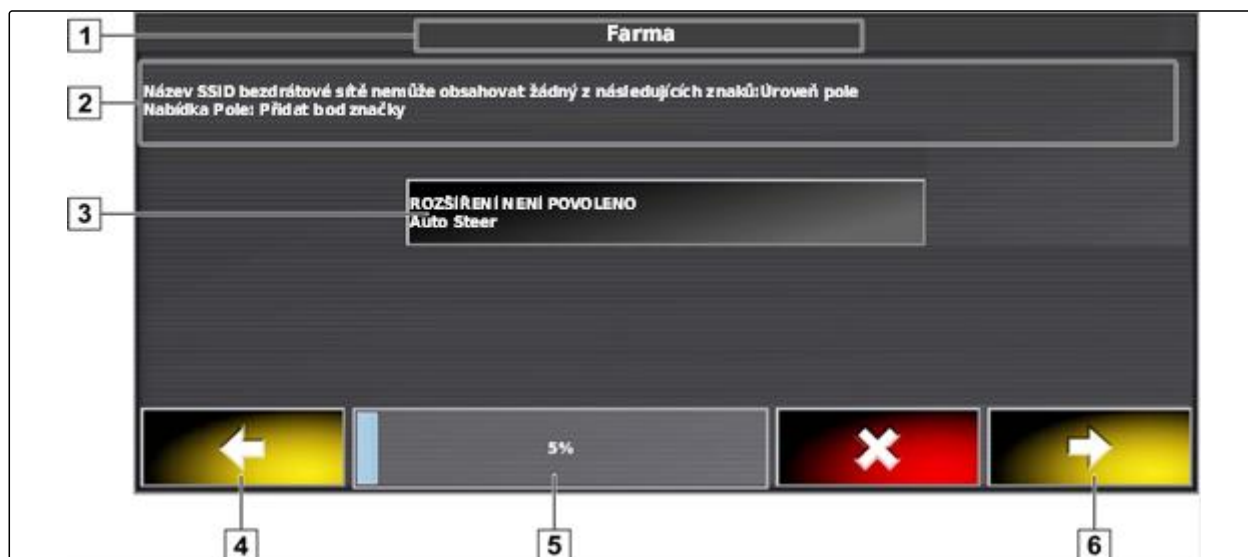 1
Farma
2
Název SSID bezdrátové sítě nemůže obsahovat žádný z následujících znaků:Úroveň pole
Nabídka Pole: Přidat bod značky
3
ROZŠÍŘENÍ NENÍ POVOLENO
Auto Steer
5%
4
5
6